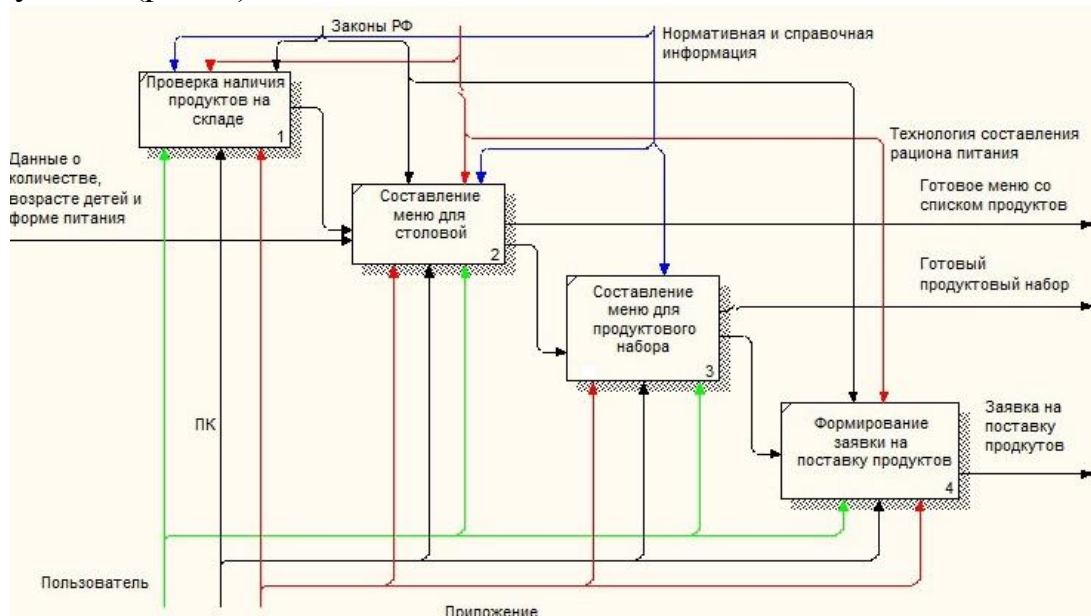 Законы РФ
Нормативная и справочная
информация
Проверка наличия
продуктов на
складе
1
Технология составления
рациона питания
Данные о
количестве,
возрасте детей и
форме питания
Составление
меню для
столовой
2
Готовое меню со
списком продуктов
Готовый
продуктовый набор
Составление
меню для
продуктового
набора
3
ПК
Формирование
заявки на
поставку продуктов
4
Заявка на
поставку
продкутов
Пользователь
Приложение